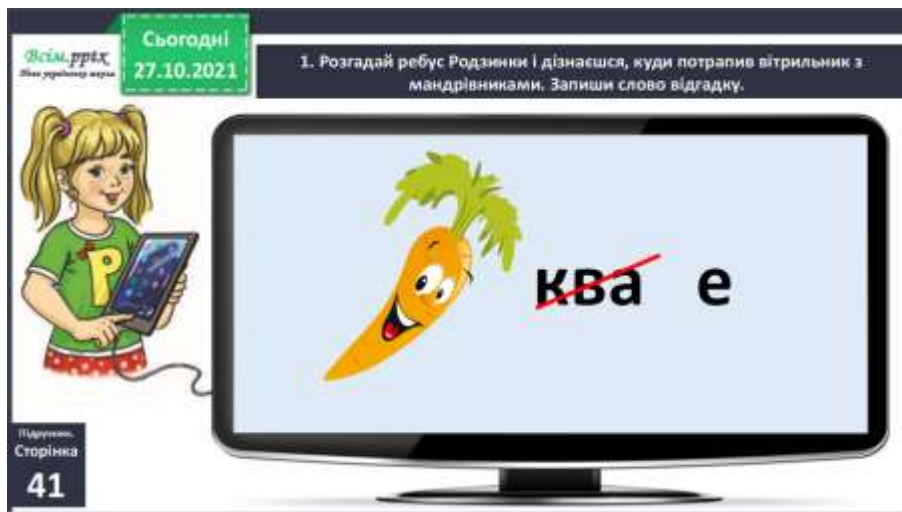 Всім.pptx
Нова українська школа
Сьогодні
27.10.2021
1. Розгадай ребус Родзинки і дізнаєшся, куди потрапив вітрильник з
мандрівниками. Запиши слово відгадку.
Р
ква е
Підручник.
Сторінка
41